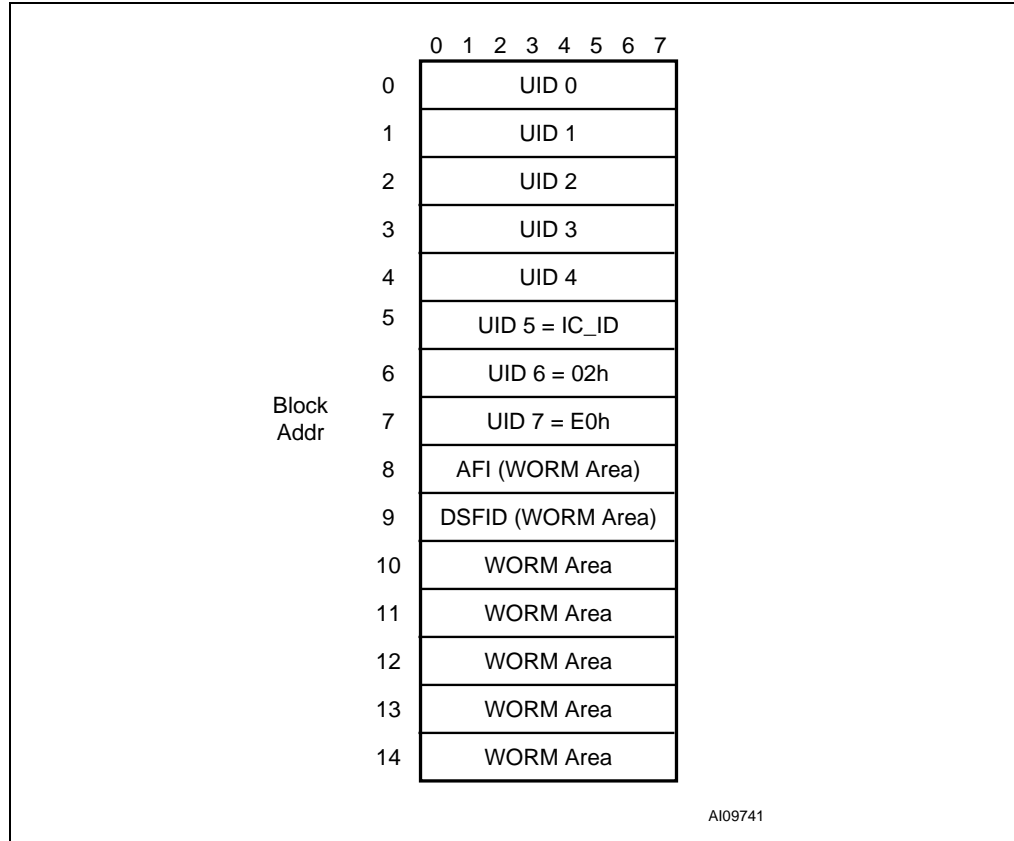 0 1 2 3 4 5 6 7
0 UID 0
1 UID 1
2 UID 2
3 UID 3
4 UID 4
5 UID 5 = IC_ID
6 UID 6 = 02h
Block
Addr
7 UID 7 = E0h
8 AFI (WORM Area)
9 DSFID (WORM Area)
10 WORM Area
11 WORM Area
12 WORM Area
13 WORM Area
14 WORM Area
AI09741